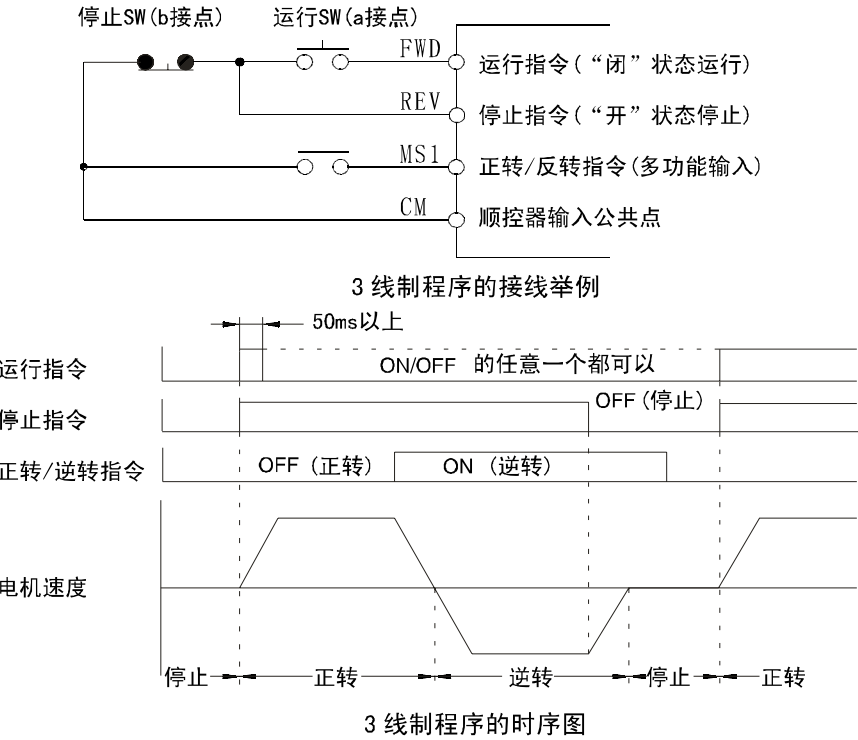 停止SW(b接点) 运行SW(a接点)
FWD
运行指令(“闭”状态运行)
REV
停止指令(“开”状态停止)
MS1
正转/反转指令(多功能输入)
CM
顺控器输入公共点
3线制程序的接线举例
50ms以上
运行指令
ON/OFF 的任意一个都可以
停止指令
OFF(停止)
正转/逆转指令
OFF (正转)
ON (逆转)
电机速度
停止 正转 逆转 停止 正转
3线制程序的时序图